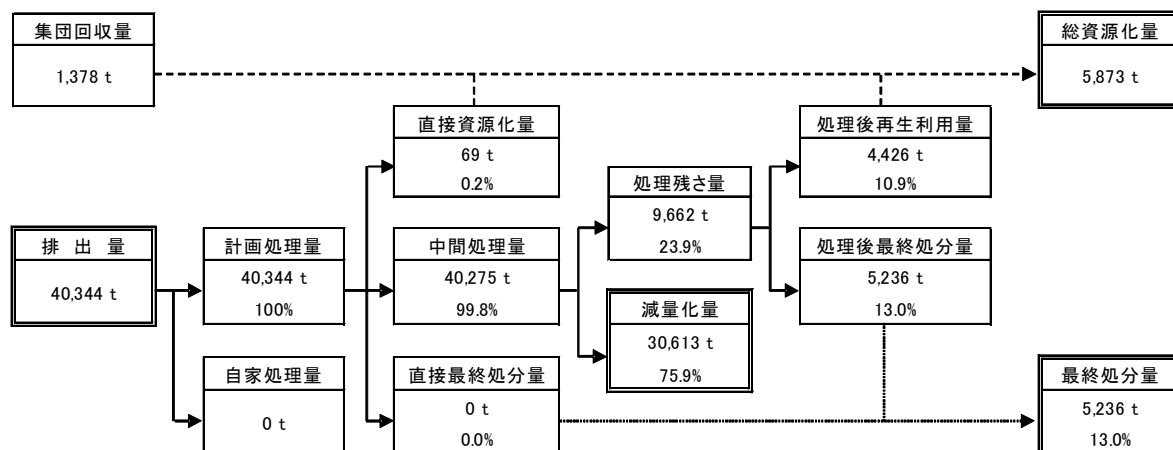 集団回収量
1,378 t
総資源化量
5,873 t
直接資源化量
69 t
0.2%
処理後再生利用量
4,426 t
10.9%
処理残さ量
9,662 t
23.9%
排 出 量
40,344 t
計画処理量
40,344 t
100%
中間処理量
40,275 t
99.8%
処理後最終処分量
5,236 t
13.0%
減量化量
30,613 t
75.9%
自家処理量
0 t
直接最終処分量
0 t
0.0%
最終処分量
5,236 t
13.0%